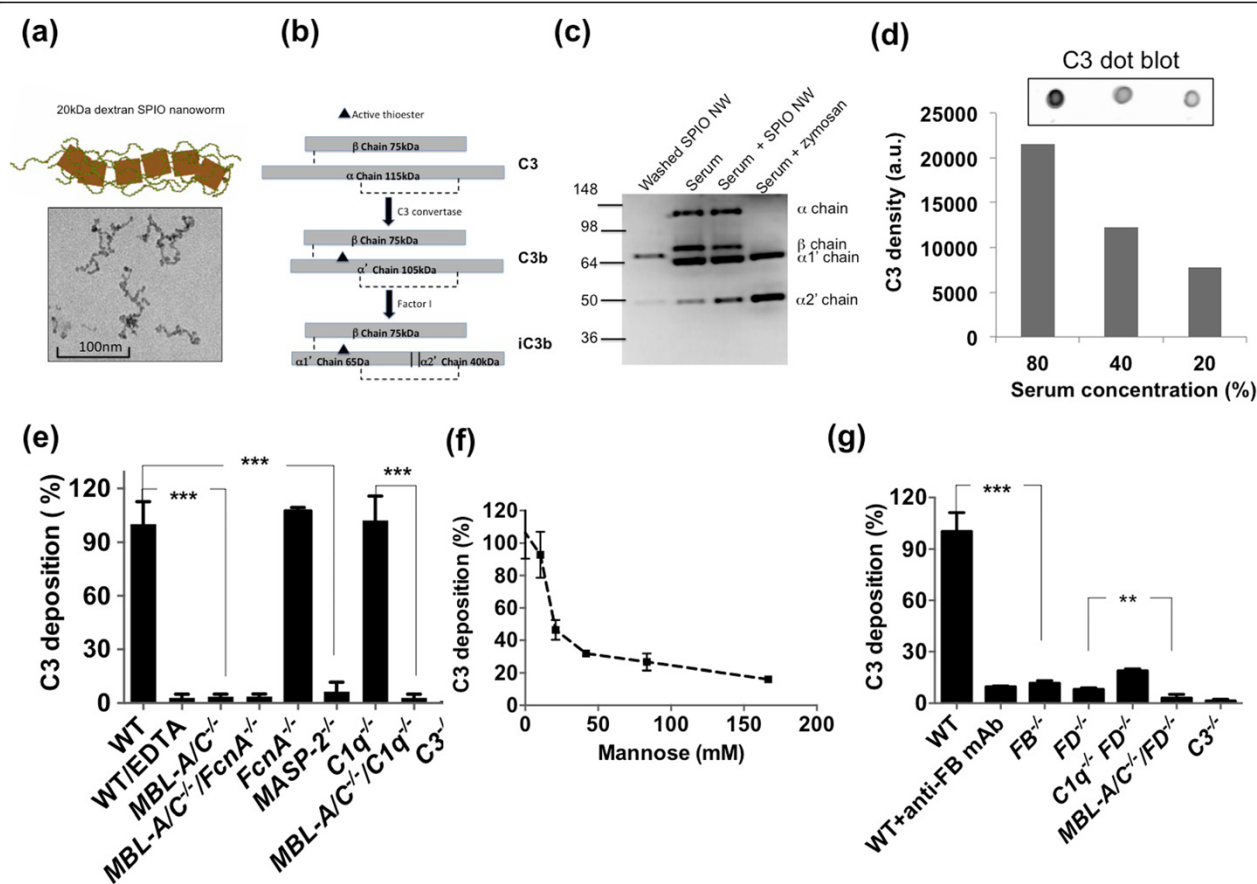 (a)
20kDa dextran SPIO nanoworm
100nm
(b)
▲Active thioester
β Chain 75kDa
C3
α Chain 115kDa
C3 convertase
β Chain 75kDa
C3b
α' Chain 105kDa
Factor I
β Chain 75kDa
iC3b
α1' Chain 65Da
α2' Chain 40kDa
(c)
Washed SPIO NW
Serum
Serum + SPIO NW
Serum + zymosan
148
98
64
50
36
α chain
β chain
α1' chain
α2' chain
(d)
C3 dot blot
C3 density (a.u.)
25000
20000
15000
10000
5000
0
80 40 20
Serum concentration (%)
(e)
C3 deposition ( %)
120
90
60
30
0
***
***
***
WT
WT/EDTA
MBL-A/C-/-
MBL-A/C-/-/FcnA-/-
FcnA-/-
MASP-2-/-
C1q-/-
MBL-A/C-/-/C1q-/-
C3-/
(f)
C3 deposition (%)
120
100
80
60
40
20
0
0 50 100 150 200
Mannose (mM)
(g)
C3 deposition (%)
120
90
60
30
0
***
**
WT
WT+anti-FB mAb
FB-/-
FD-/-
C1q-/- FD-/-
MBL-A/C-/-/FD-/-
C3-/-